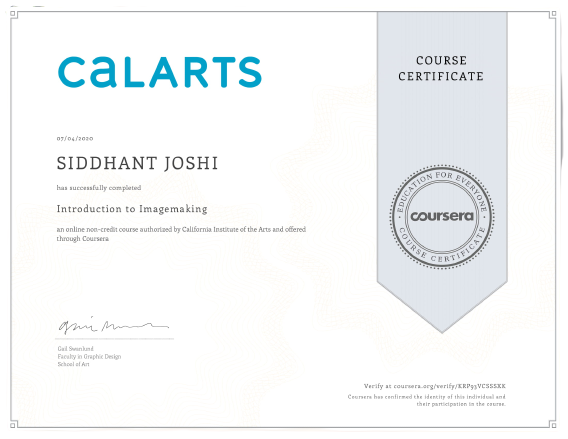 CALARTS
COURSE
CERTIFICATE
07/04/2020
SIDDHANT JOSHI
has successfully completed
Introduction to Imagemaking
an online non-credit course authorized by California Institute of the Arts and offered
through Coursera
EDUCATION FOR EVERYONE
coursera
COURSE CERTIFICATE
Gail Swanlund
Faculty in Graphic Design
School of Art
Verify at coursera.org/verify/KRP93VCSSSXK
Coursera has confirmed the identity of this individual and
their participation in the course.